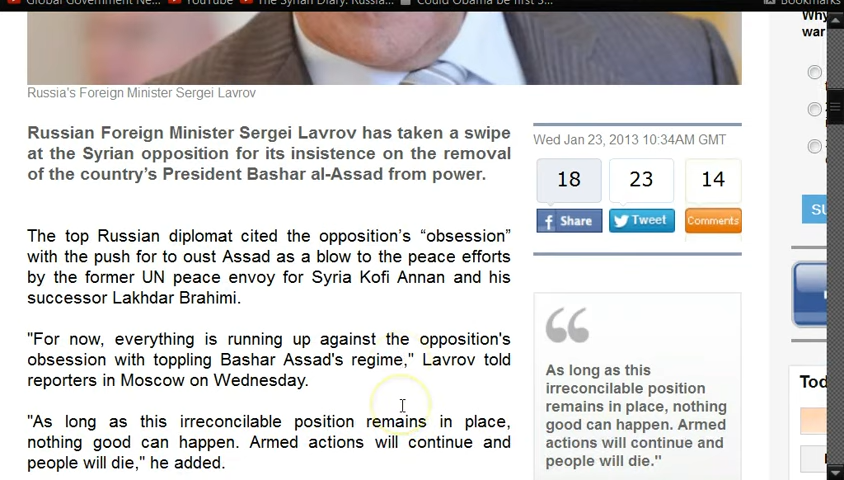 Global Government Ne...
YouTube
The Syrian Diary: Russia...
Could Obama be first S...
Bookmarks
Why
war
Russia's Foreign Minister Sergei Lavrov
Russian Foreign Minister Sergei Lavrov has taken a swipe
at the Syrian opposition for its insistence on the removal
of the country's President Bashar al-Assad from power.
Wed Jan 23, 2013 10:34AM GMT
18
23
14
Share
Tweet
Comments
SU
The top Russian diplomat cited the opposition's “obsession”
with the push for to oust Assad as a blow to the peace efforts
by the former UN peace envoy for Syria Kofi Annan and his
successor Lakhdar Brahimi.
"For now, everything is running up against the opposition's
obsession with toppling Bashar Assad's regime," Lavrov told
reporters in Moscow on Wednesday.
"As long as this irreconcilable position remains in place,
nothing good can happen. Armed actions will continue and
people will die," he added.
As long as this
irreconcilable position
remains in place, nothing
good can happen. Armed
actions will continue and
people will die."
Tod